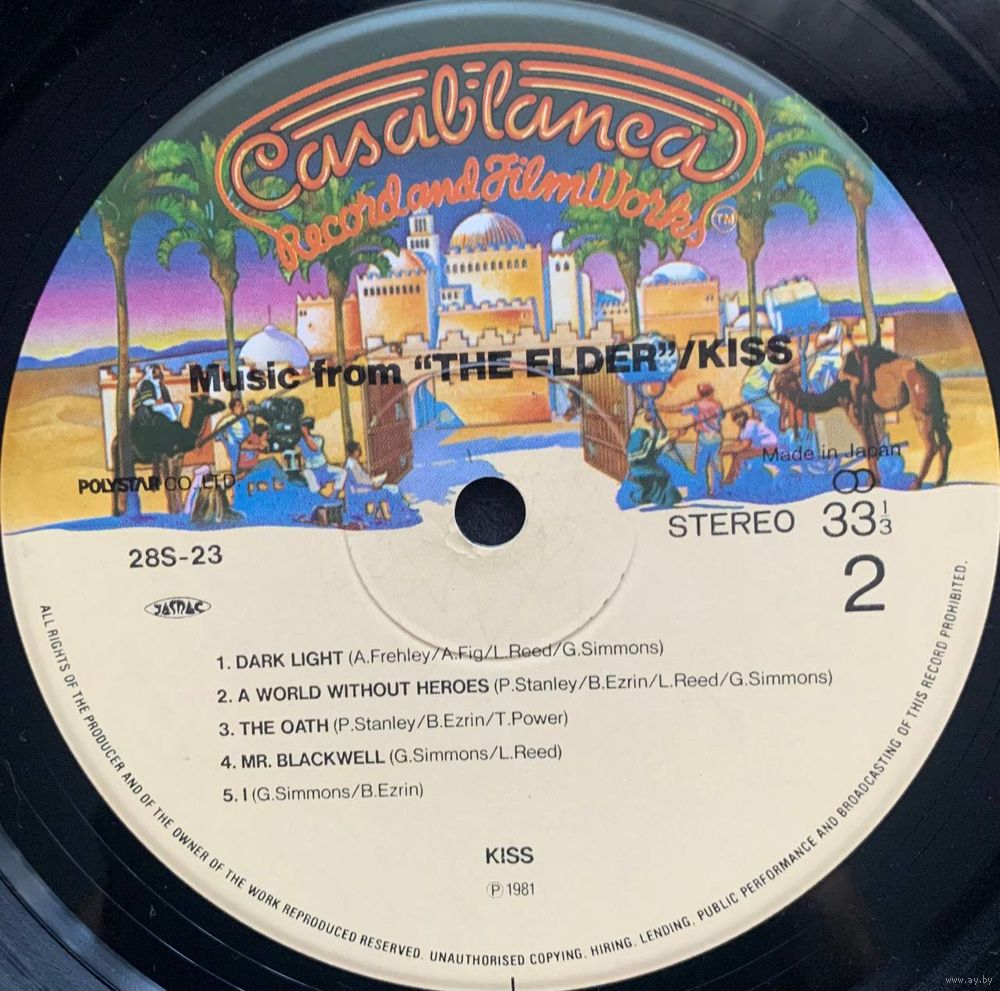 Casablanca
Record and FilmWorks TM
Music from “THE ELDER”/KISS
Made in Japan
POLYSTAR CO., LTD.
STEREO 33⅓
28S-23
2
JASRAC
1. DARK LIGHT (A.Frehley/A.Fig/L.Reed/G.Simmons)
2. A WORLD WITHOUT HEROES (P.Stanley/B.Ezrin/L.Reed/G.Simmons)
3. THE OATH (P.Stanley/B.Ezrin/T.Power)
4. MR. BLACKWELL (G.Simmons/L.Reed)
5. I (G.Simmons/B.Ezrin)
KISS
Ⓟ 1981
ALL RIGHTS OF THE PRODUCER AND OF THE OWNER OF THE WORK REPRODUCED RESERVED. UNAUTHORISED COPYING, HIRING, LENDING, PUBLIC PERFORMANCE AND BROADCASTING OF THIS RECORD PROHIBITED.
www.ay.by